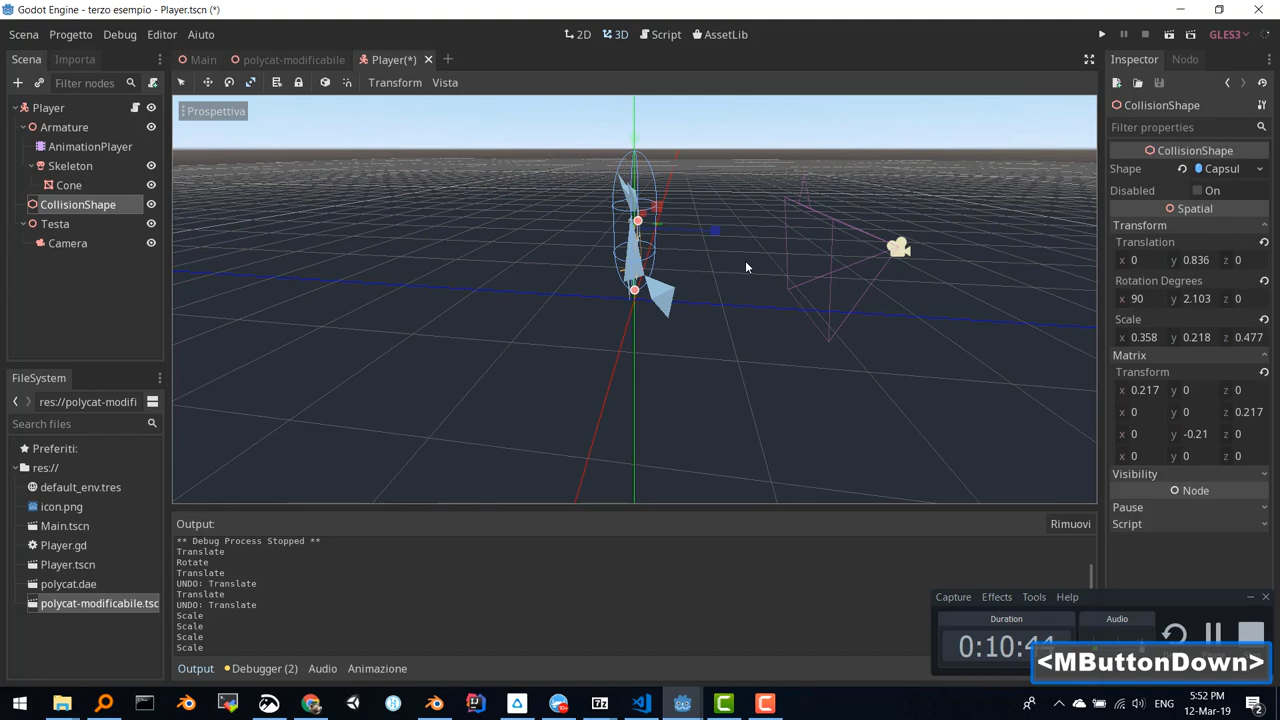 Godot Engine - terzo esempio - Player.tscn (*)
Scena Progetto Debug Editor Aiuto
2D 3D Script AssetLib
GLES3
Scena Importa
Filter nodes
Player
Armature
AnimationPlayer
Skeleton
Cone
CollisionShape
Testa
Camera
FileSystem
res://polycat-modifi
Search files
Preferiti:
res://
default_env.tres
icon.png
Main.tscn
Player.gd
Player.tscn
polycat.dae
polycat-modificabile.tsc
Main polycat-modificabile Player(*)
Transform Vista
Prospettiva
Output:
Rimuovi
** Debug Process Stopped **
Translate
Rotate
Translate
UNDO: Translate
Translate
UNDO: Translate
Scale
Scale
Scale
Scale
Output Debugger (2) Audio Animazione
Inspector Nodo
CollisionShape
Filter properties
CollisionShape
Shape Capsul
Disabled On
Spatial
Transform
Translation
x 0 y 0.836 z 0
Rotation Degrees
x 90 y 2.103 z 0
Scale
x 0.358 y 0.218 z 0.477
Matrix
Transform
x 0.217 y 0 z 0
x 0 y 0 z 0.217
x 0 y -0.21 z 0
x 0 y 0 z 0
Visibility
Node
Pause
Script
Capture Effects Tools Help
Duration
0:10:44
Audio
<MButtonDown>
ENG
5:52 PM
12-Mar-19
2